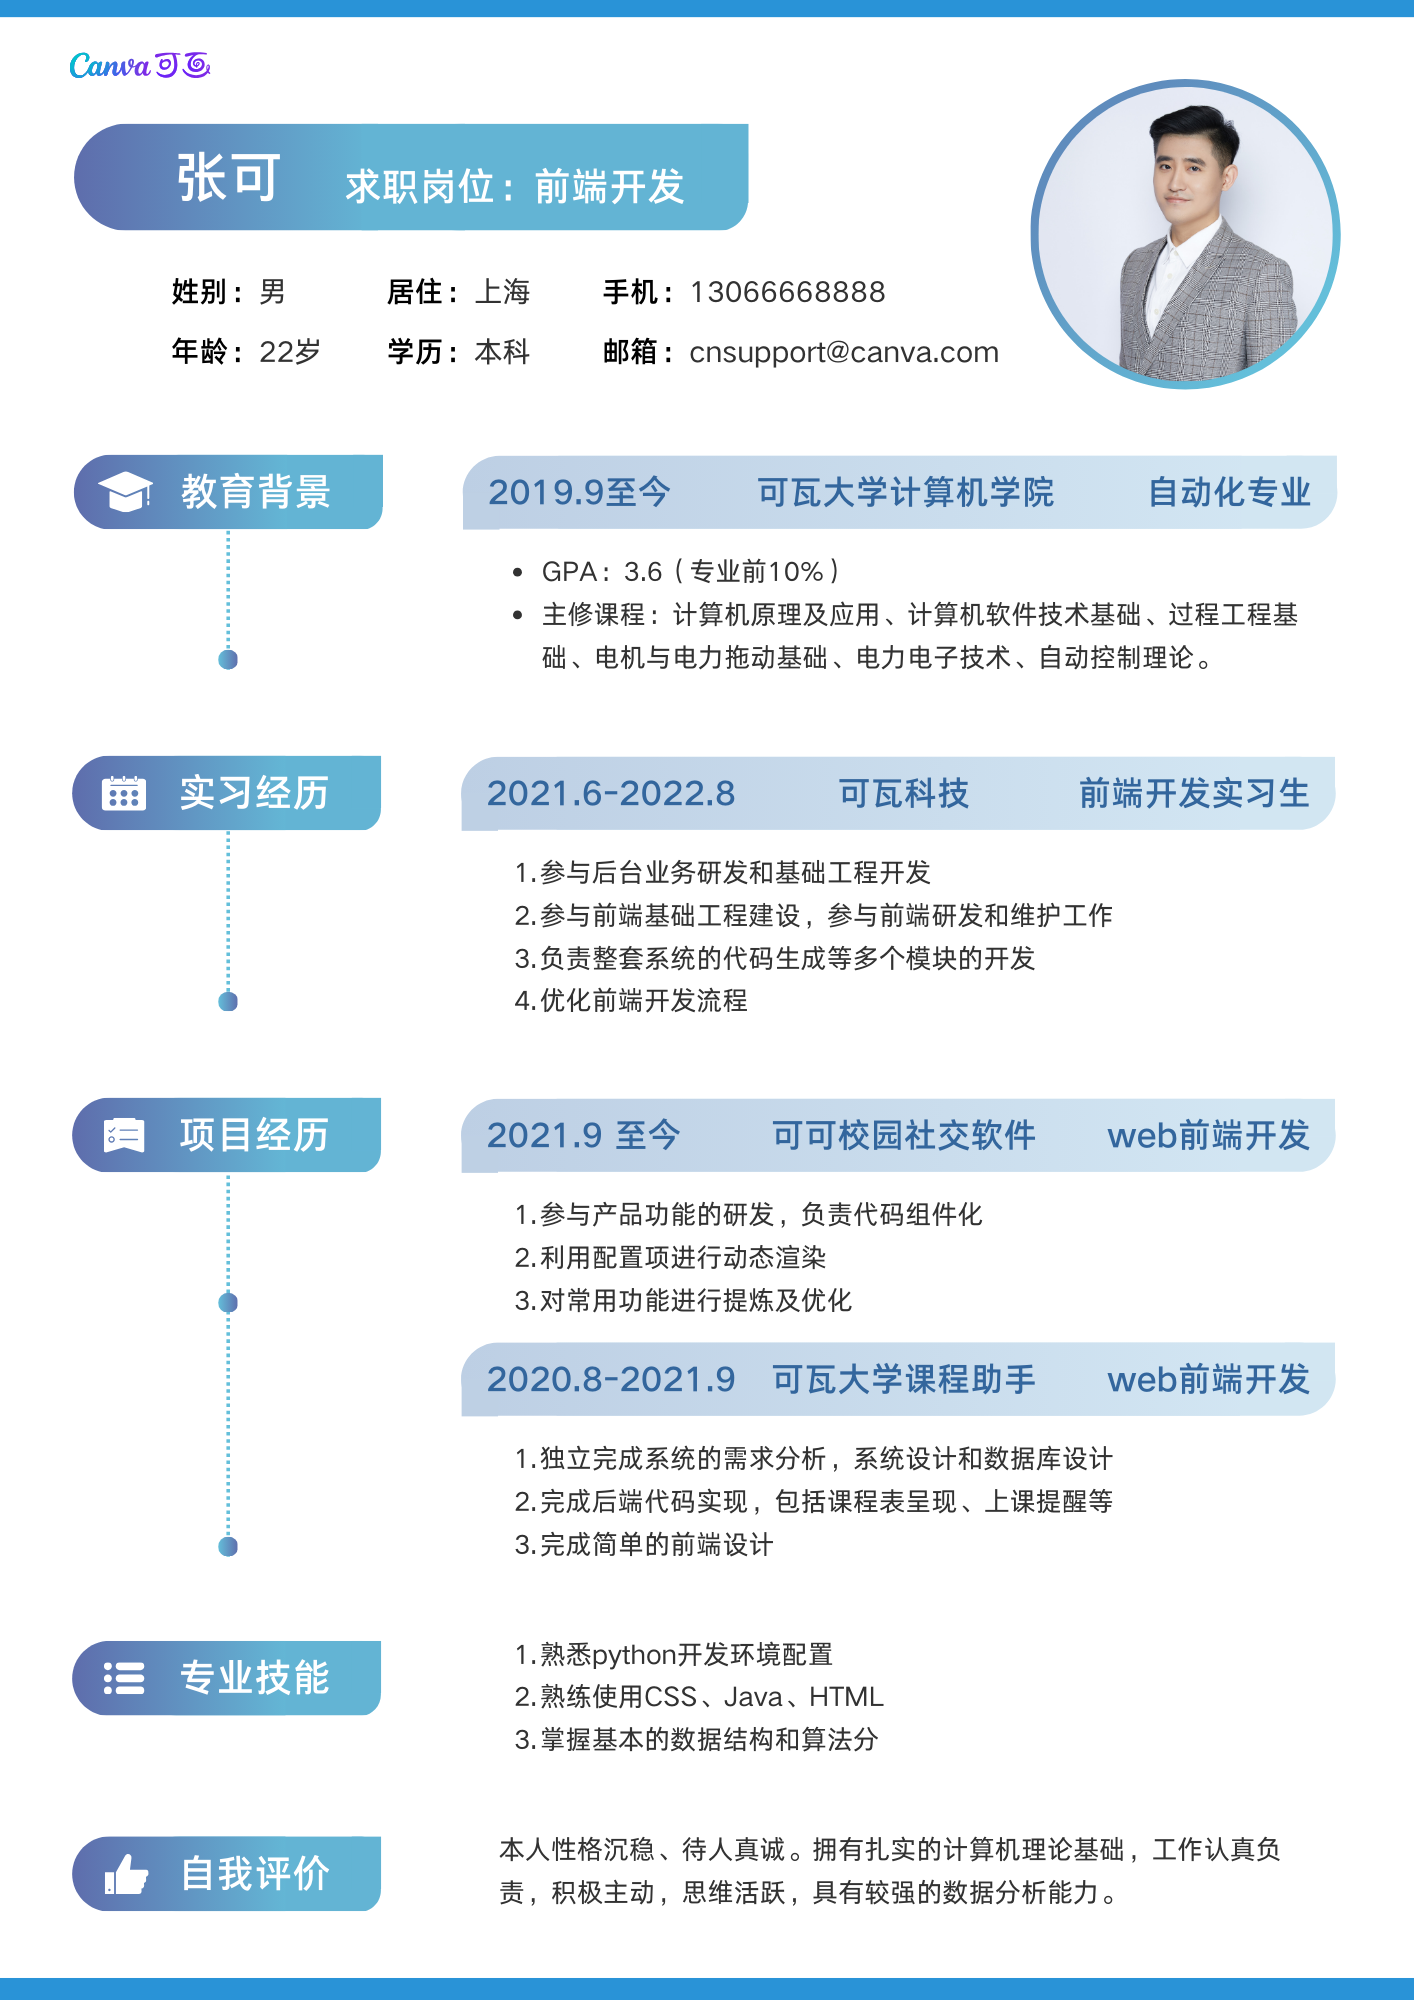 Canva可画
张可 求职岗位：前端开发
姓别：男 居住：上海 手机：13066668888
年龄：22岁 学历：本科 邮箱：cnsupport@canva.com
教育背景
2019.9至今 可瓦大学计算机学院 自动化专业
• GPA：3.6（专业前10%）
• 主修课程：计算机原理及应用、计算机软件技术基础、过程工程基
础、电机与电力拖动基础、电力电子技术、自动控制理论。
实习经历
2021.6-2022.8 可瓦科技 前端开发实习生
1.参与后台业务研发和基础工程开发
2.参与前端基础工程建设，参与前端研发和维护工作
3.负责整套系统的代码生成等多个模块的开发
4.优化前端开发流程
项目经历
2021.9 至今 可可校园社交软件 web前端开发
1.参与产品功能的研发，负责代码组件化
2.利用配置项进行动态渲染
3.对常用功能进行提炼及优化
2020.8-2021.9 可瓦大学课程助手 web前端开发
1.独立完成系统的需求分析，系统设计和数据库设计
2.完成后端代码实现，包括课程表呈现、上课提醒等
3.完成简单的前端设计
专业技能
1.熟悉python开发环境配置
2.熟练使用CSS、Java、HTML
3.掌握基本的数据结构和算法分
自我评价
本人性格沉稳、待人真诚。拥有扎实的计算机理论基础，工作认真负
责，积极主动，思维活跃，具有较强的数据分析能力。